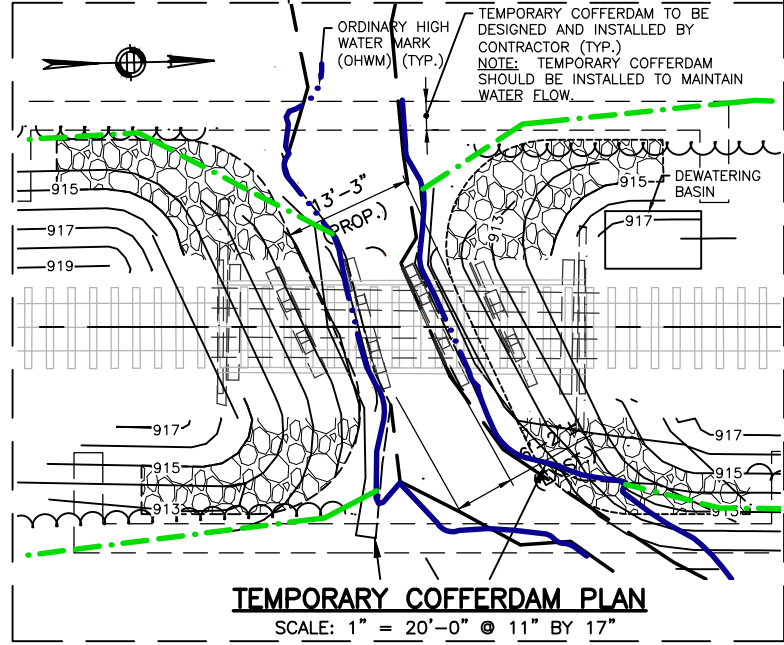 ORDINARY HIGH
WATER MARK
(OHWM) (TYP.)
TEMPORARY COFFERDAM TO BE
DESIGNED AND INSTALLED BY
CONTRACTOR (TYP.)
NOTE: TEMPORARY COFFERDAM
SHOULD BE INSTALLED TO MAINTAIN
WATER FLOW.
DEWATERING
BASIN
13'-3"
(PROP.)
915
917
919
915
913
917
917
915
913
917
915
913
TEMPORARY COFFERDAM PLAN
SCALE: 1" = 20'-0" @ 11" BY 17"